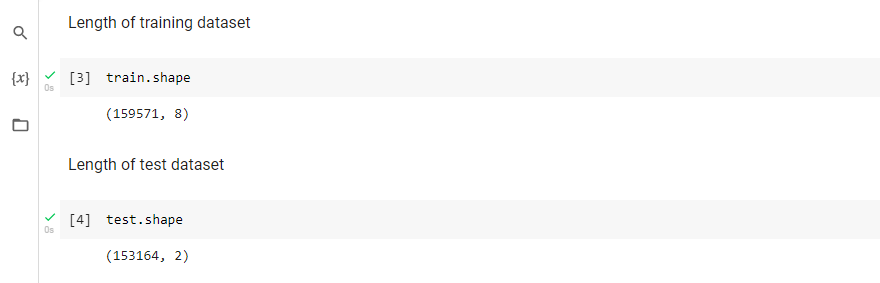 Length of training dataset
{x}
[3] train.shape
0s
(159571, 8)
Length of test dataset
[4] test.shape
0s
(153164, 2)